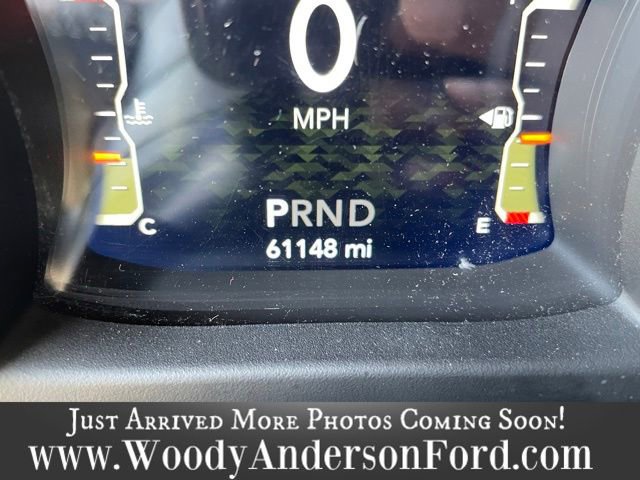 0
MPH
C
E
PRND
61148 mi
Just Arrived More Photos Coming Soon!
www.WoodyAndersonFord.com